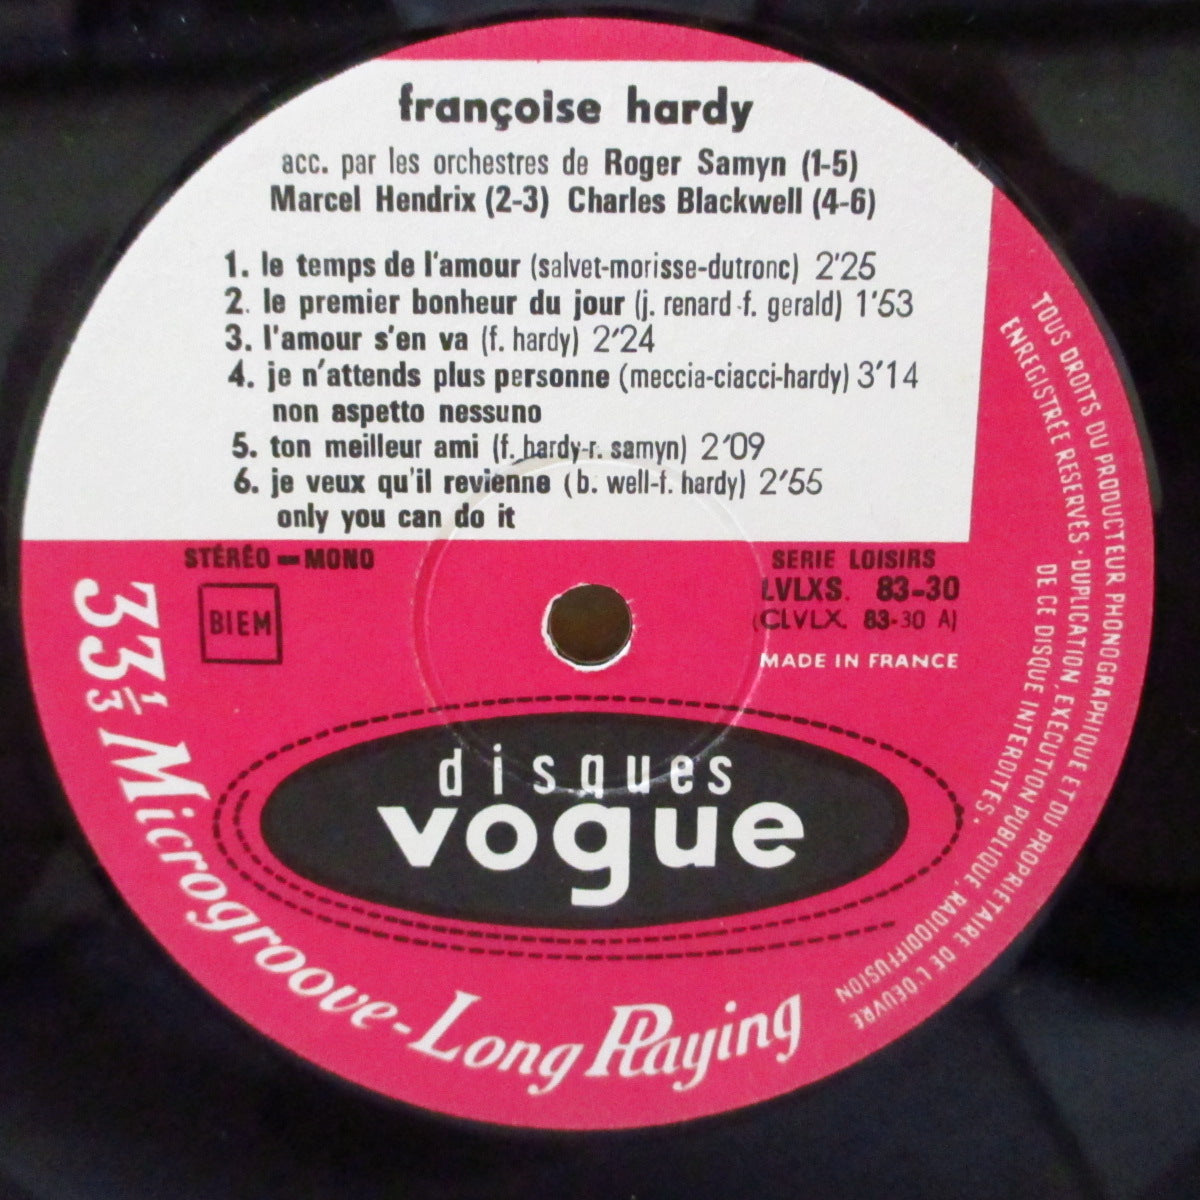 françoise hardy
acc. par les orchestres de Roger Samyn (1-5)
Marcel Hendrix (2-3) Charles Blackwell (4-6)
1. le temps de l'amour (salvet-morisse-dutronc) 2'25
2. le premier bonheur du jour (j. renard-f. gerald) 1'53
3. l'amour s'en va (f. hardy) 2'24
4. je n'attends plus personne (meccia-ciacci-hardy) 3'14
non aspetto nessuno
5. ton meilleur ami (f. hardy-r. samyn) 2'09
6. je veux qu'il revienne (b. well-f. hardy) 2'55
only you can do it
STÉRÉO - MONO
SERIE LOISIRS
BIEM
LVLXS. 83-30
(CLVLX. 83-30 A)
MADE IN FRANCE
disques
vogue
33 1/3 Microgroove - Long Playing
TOUS DROITS DU PRODUCTEUR PHONOGRAPHIQUE ET DU PROPRIETAIRE DE L'OEUVRE
ENREGISTRÉE RESERVÉS · DUPLICATION, EXÉCUTION PUBLIQUE, RADIODIFFUSION
DE CE DISQUE INTERDITES ·